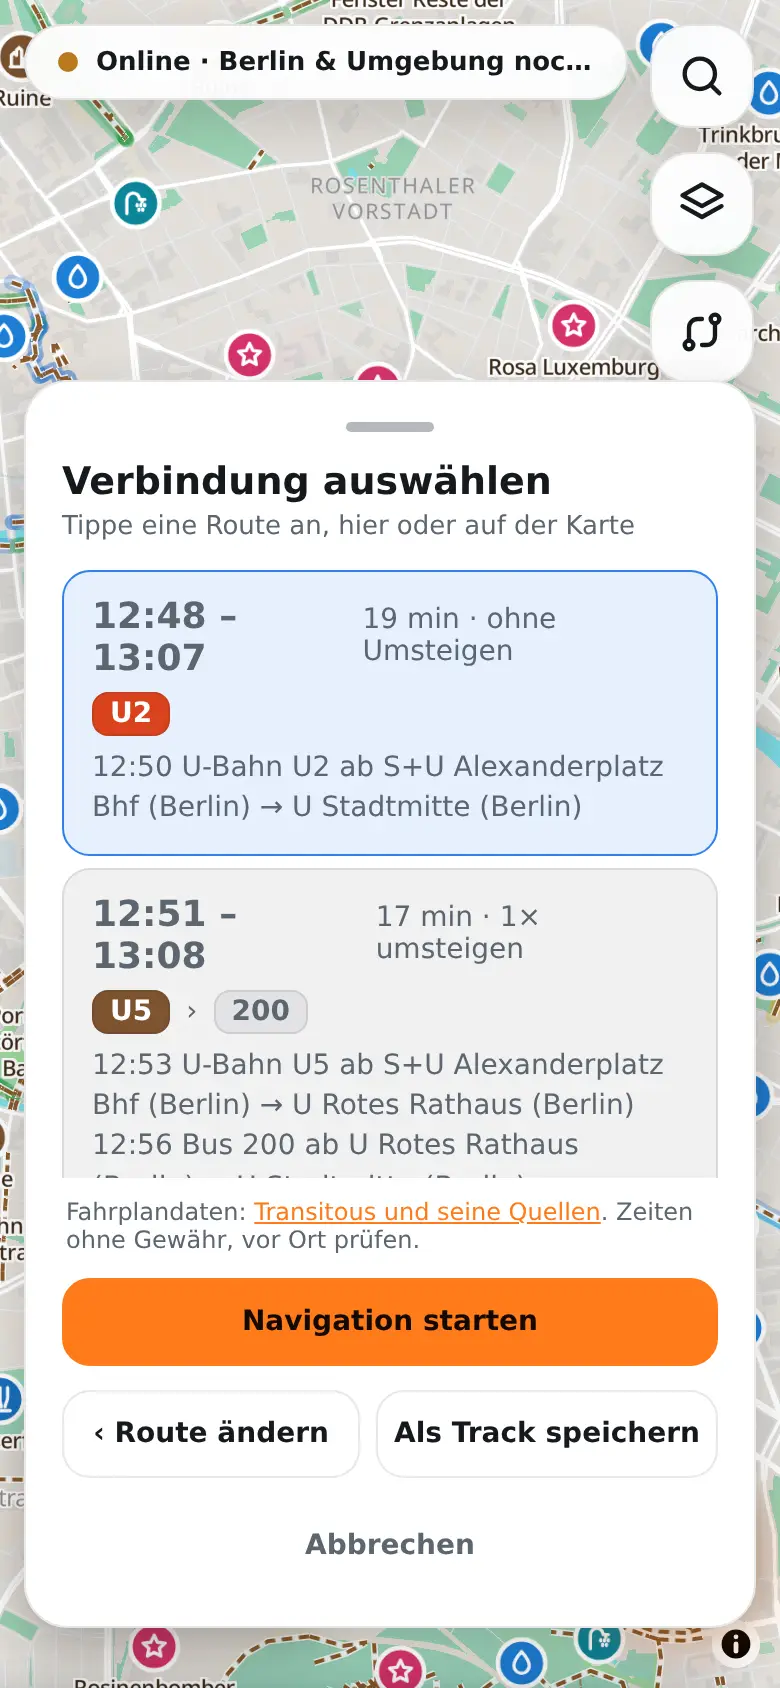 DDR-Grenzanlagen
Online · Berlin & Umgebung noc…
Ruine
ROSENTHALER
VORSTADT
Rosa Luxemburg
Verbindung auswählen
Tippe eine Route an, hier oder auf der Karte
12:48 –
13:07
19 min · ohne
Umsteigen
U2
12:50 U-Bahn U2 ab S+U Alexanderplatz
Bhf (Berlin) → U Stadtmitte (Berlin)
12:51 –
13:08
17 min · 1×
umsteigen
U5 › 200
12:53 U-Bahn U5 ab S+U Alexanderplatz
Bhf (Berlin) → U Rotes Rathaus (Berlin)
12:56 Bus 200 ab U Rotes Rathaus
Fahrplandaten: Transitous und seine Quellen. Zeiten
ohne Gewähr, vor Ort prüfen.
Navigation starten
‹ Route ändern
Als Track speichern
Abbrechen
Rosinenbomber